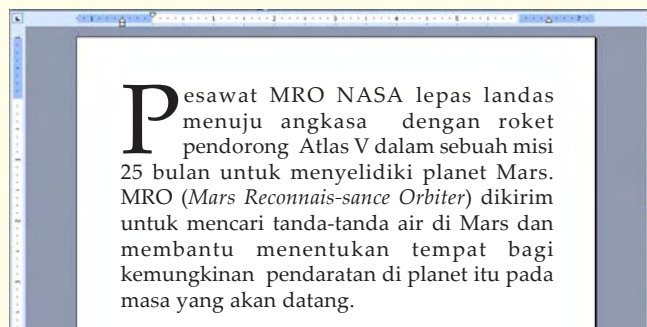 Pesawat MRO NASA lepas landas
menuju angkasa dengan roket
pendorong Atlas V dalam sebuah misi
25 bulan untuk menyelidiki planet Mars.
MRO (Mars Reconnais-sance Orbiter) dikirim
untuk mencari tanda-tanda air di Mars dan
membantu menentukan tempat bagi
kemungkinan pendaratan di planet itu pada
masa yang akan datang.